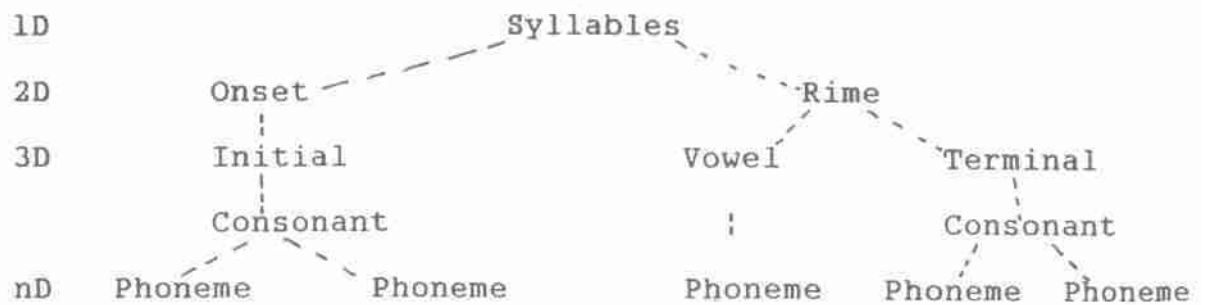 1D Syllables
2D Onset Rime
3D Initial Vowel Terminal
Consonant Consonant
nD Phoneme Phoneme Phoneme Phoneme Phoneme